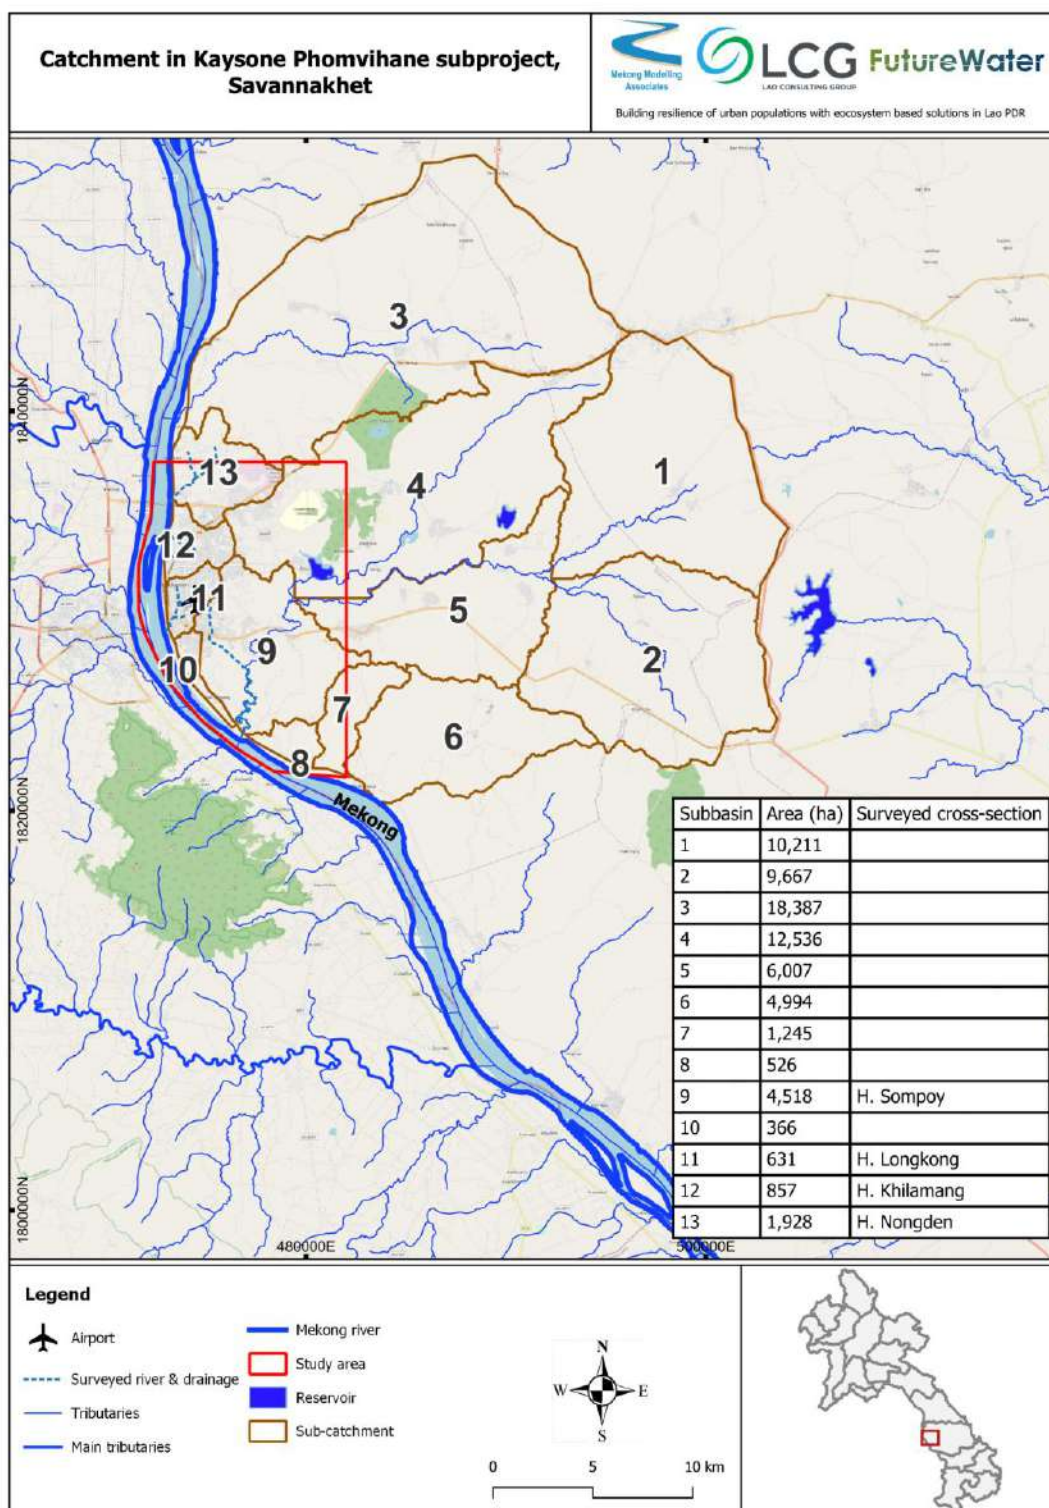 Catchment in Kaysone Phomvihane subproject,
Savannakhet
Mekong Modelling
Associates
LCG
LAO CONSULTING GROUP
FutureWater
Building resilience of urban populations with eocosystem based solutions in Lao PDR
3
1840000N
13
4
1
12
11
5
9
2
10
7
6
8
1820000N
Mekong
Subbasin Area (ha) Surveyed cross-section
1 10,211
2 9,667
3 18,387
4 12,536
5 6,007
6 4,994
7 1,245
8 526
9 4,518 H. Sompoy
10 366
11 631 H. Longkong
12 857 H. Khilamang
13 1,928 H. Nongden
1800000N
480000E
500000E
Legend
Airport
Surveyed river & drainage
Tributaries
Main tributaries
Mekong river
Study area
Reservoir
Sub-catchment
N
W E
S
0 5 10 km